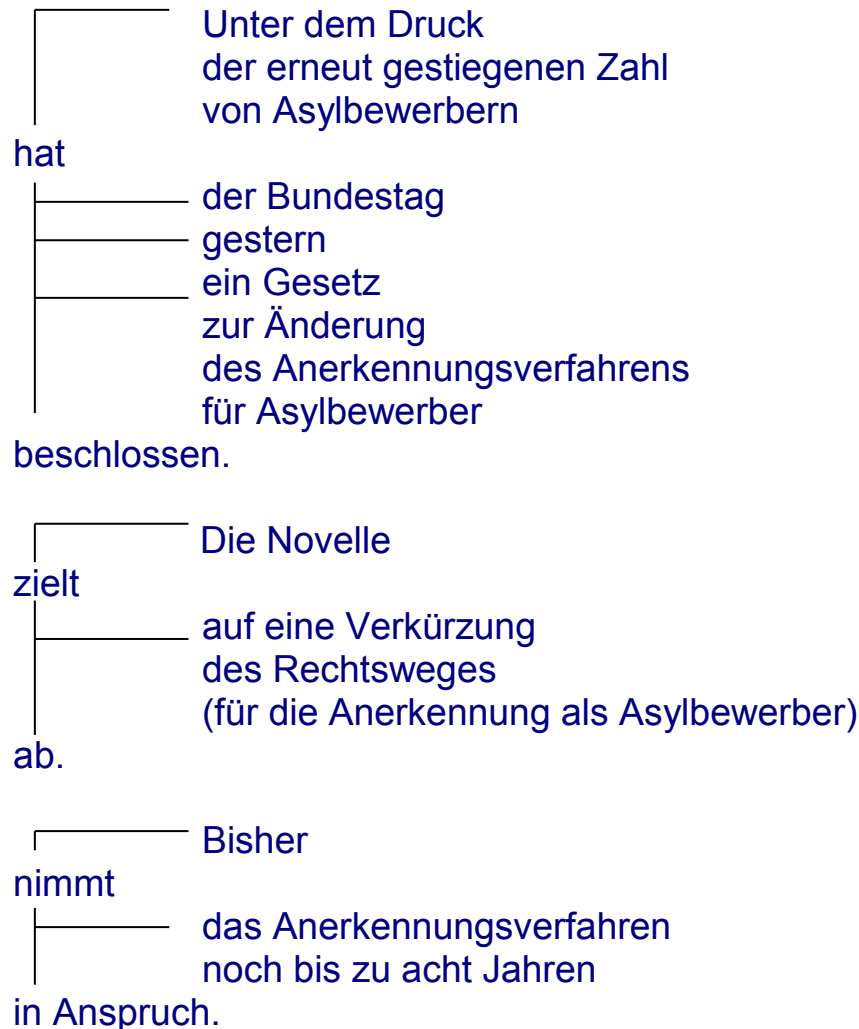 Unter dem Druck
der erneut gestiegenen Zahl
von Asylbewerbern
hat
der Bundestag
gestern
ein Gesetz
zur Änderung
des Anerkennungsverfahrens
für Asylbewerber
beschlossen.
Die Novelle
zielt
auf eine Verkürzung
des Rechtsweges
(für die Anerkennung als Asylbewerber)
ab.
Bisher
nimmt
das Anerkennungsverfahren
noch bis zu acht Jahren
in Anspruch.